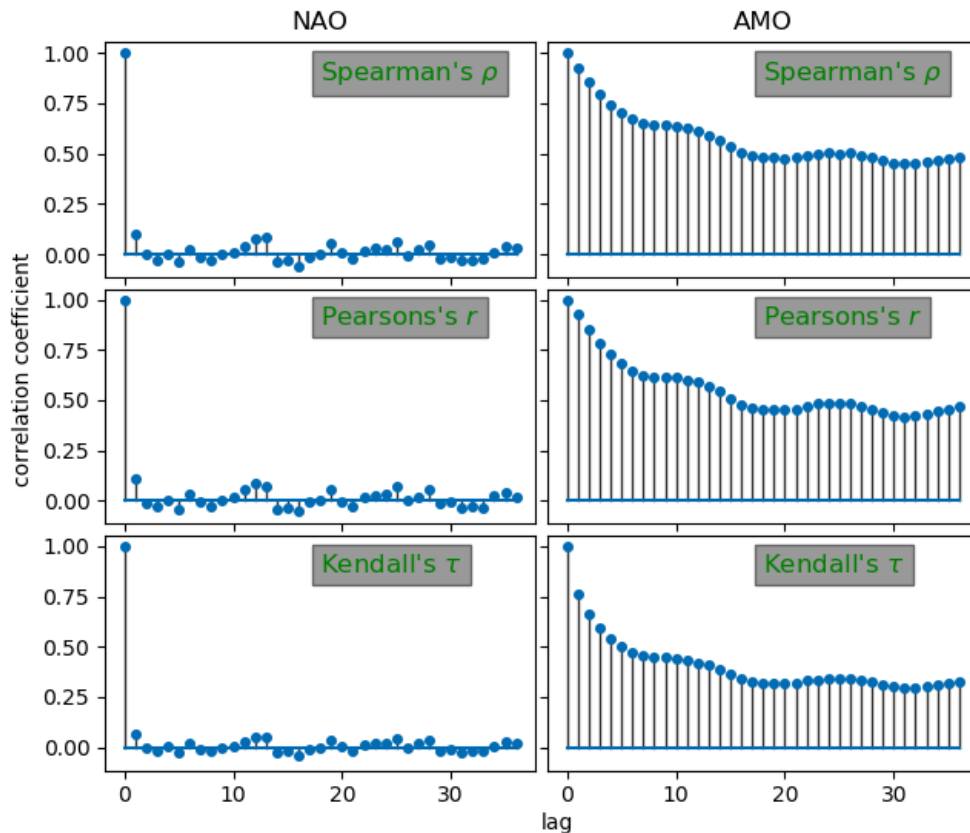 NAO AMO
Spearman's ρ Spearman's ρ
1.00
0.75
0.50
0.25
0.00
Pearsons's r Pearsons's r
1.00
0.75
0.50
0.25
0.00
Kendall's τ Kendall's τ
1.00
0.75
0.50
0.25
0.00
correlation coefficient
0 10 20 30 0 10 20 30
lag